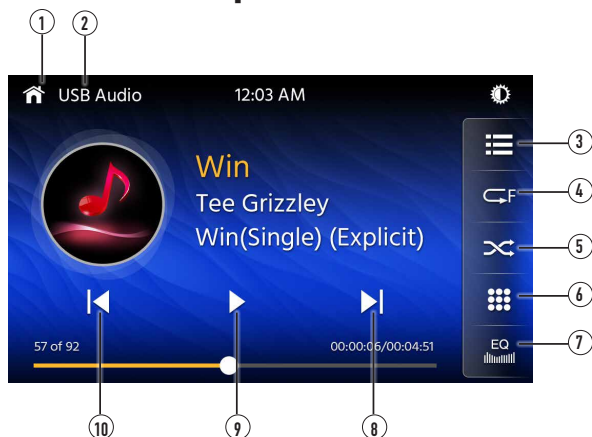 1 2
USB Audio 12:03 AM
Win
Tee Grizzley
Win(Single) (Explicit)
57 of 92 00:00:06/00:04:51
3
F 4
5
6
EQ 7
10 9 8